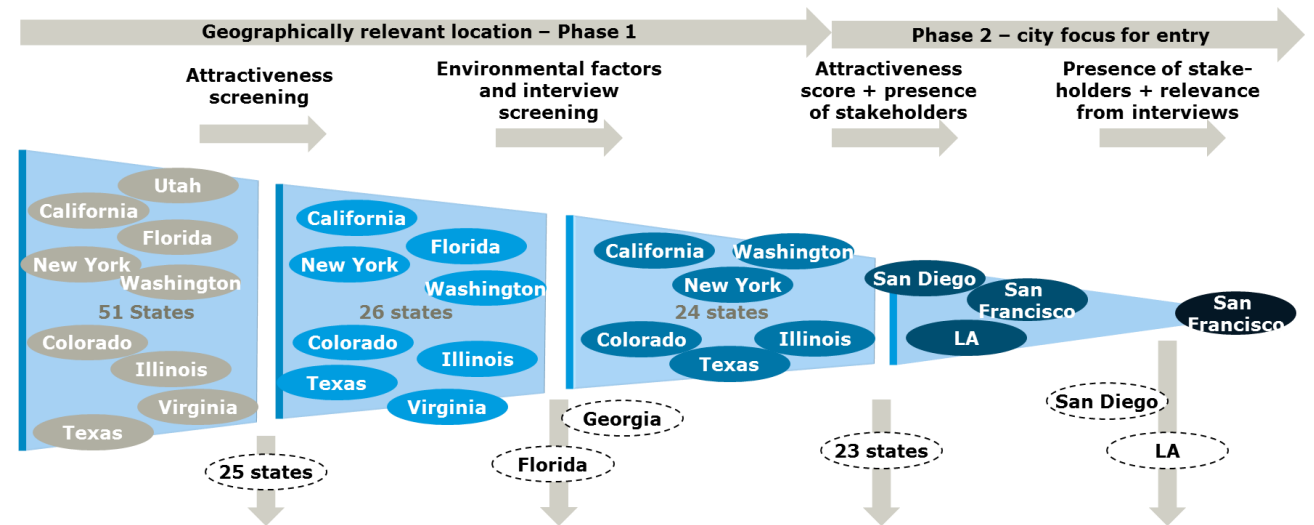 Geographically relevant location – Phase 1
Phase 2 – city focus for entry
Attractiveness
screening
Environmental factors
and interview
screening
Attractiveness
score + presence
of stakeholders
Presence of stake-
holders + relevance
from interviews
Utah
California
Florida
New York
Washington
51 States
Colorado
Illinois
Virginia
Texas
California
Florida
New York
Washington
26 states
Colorado
Illinois
Texas
Virginia
California
Washington
New York
24 states
Colorado
Illinois
Texas
San Diego
San
Francisco
LA
San
Francisco
25 states
Georgia
Florida
23 states
San Diego
LA